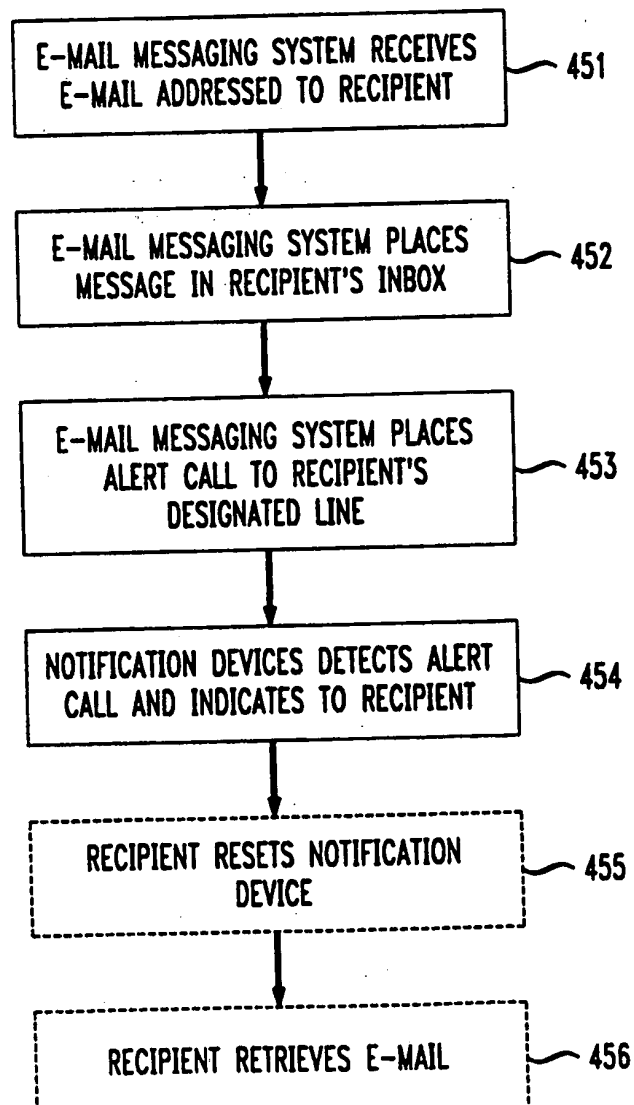 E-MAIL MESSAGING SYSTEM RECEIVES
E-MAIL ADDRESSED TO RECIPIENT
451
E-MAIL MESSAGING SYSTEM PLACES
MESSAGE IN RECIPIENT'S INBOX
452
E-MAIL MESSAGING SYSTEM PLACES
ALERT CALL TO RECIPIENT'S
DESIGNATED LINE
453
NOTIFICATION DEVICES DETECTS ALERT
CALL AND INDICATES TO RECIPIENT
454
RECIPIENT RESETS NOTIFICATION
DEVICE
455
RECIPIENT RETRIEVES E-MAIL
456